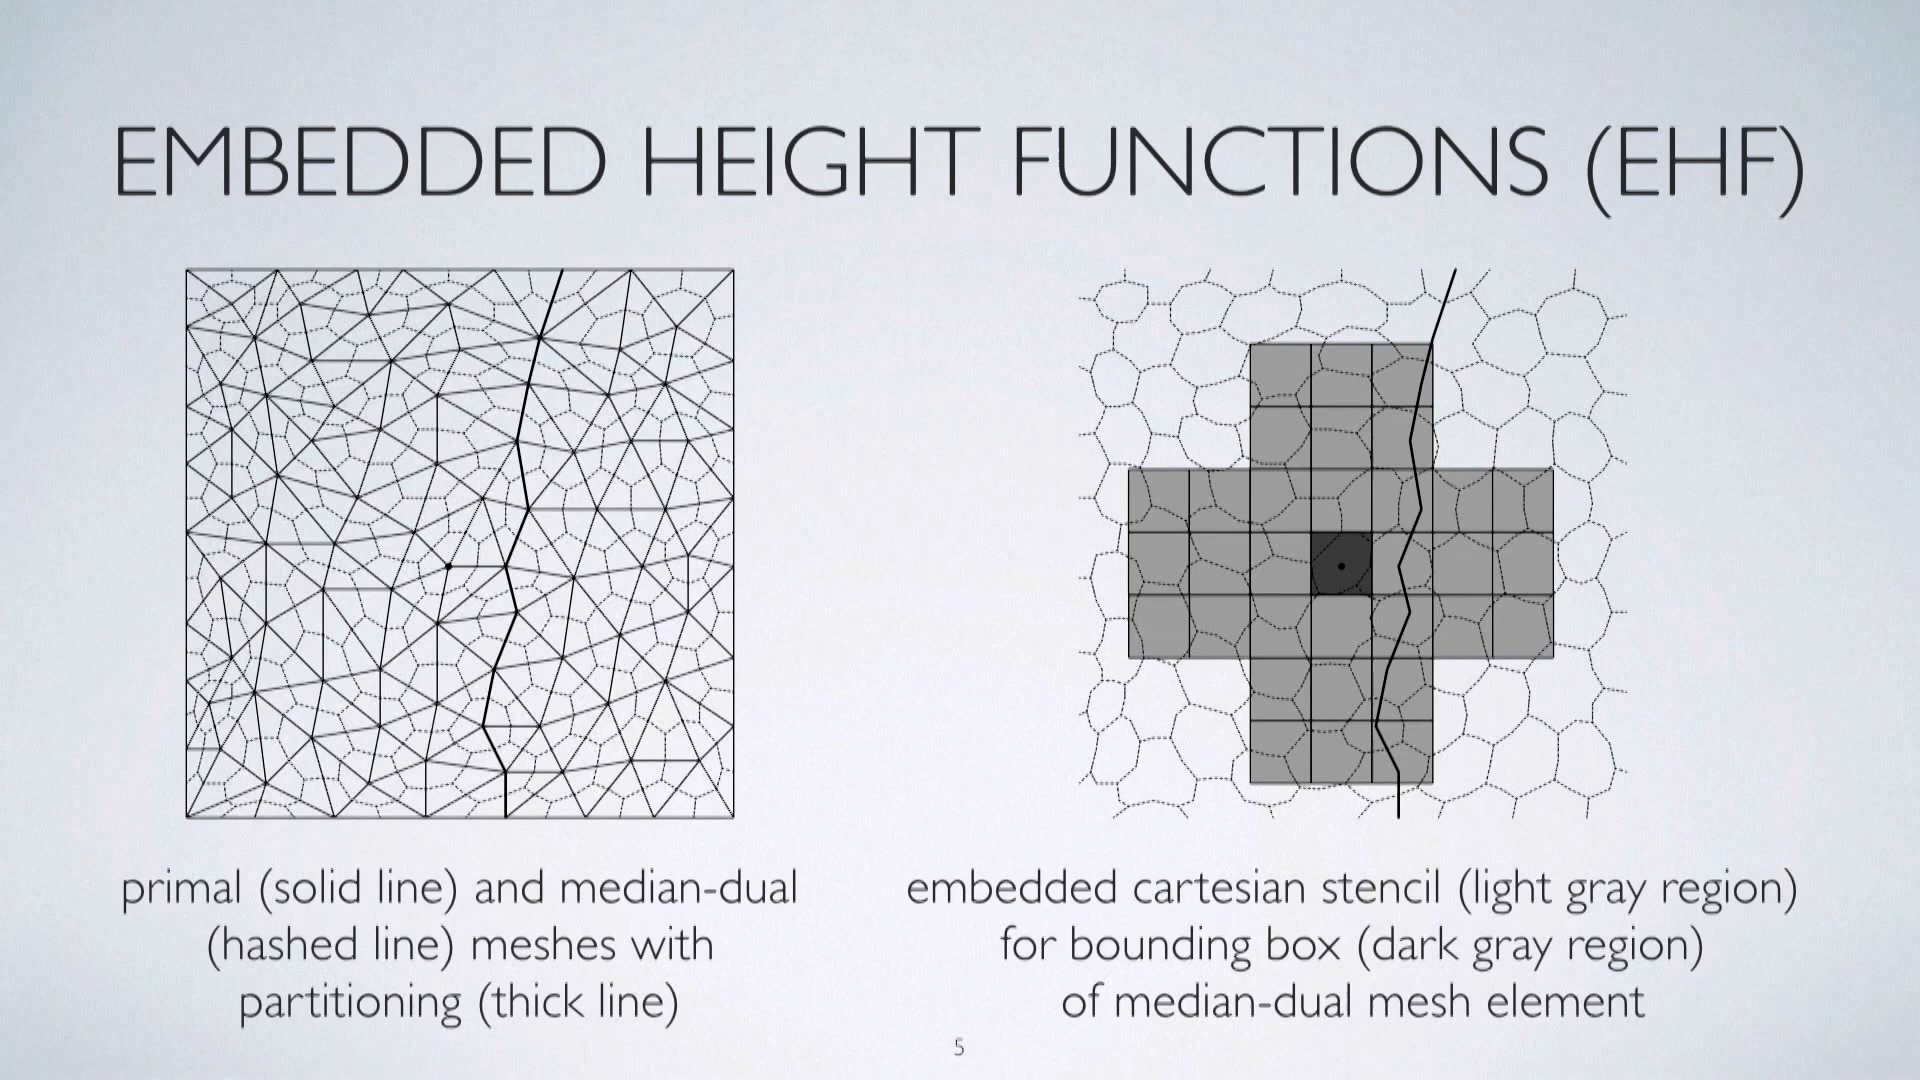 EMBEDDED HEIGHT FUNCTIONS (EHF)
primal (solid line) and median-dual
(hashed line) meshes with
partitioning (thick line)
embedded cartesian stencil (light gray region)
for bounding box (dark gray region)
of median-dual mesh element
5